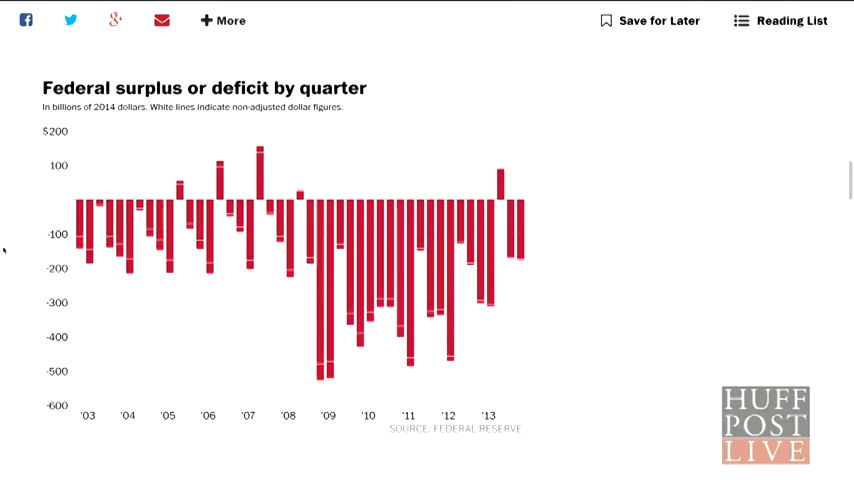 g+ More Save for Later Reading List
Federal surplus or deficit by quarter
In billions of 2014 dollars. White lines indicate non-adjusted dollar figures.
$200
100
-100
-200
-300
-400
-500
-600
'03 '04 '05 '06 '07 '08 '09 '10 '11 '12 '13
SOURCE: FEDERAL RESERVE
HUFF
POST
LIVE